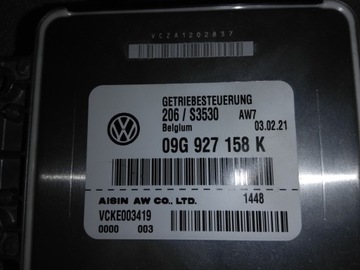 VCZA1202837
GETRIEBESTEUERUNG
206 / S3530 AW7
Belgium 03.02.21
09G 927 158 K
AISIN AW CO., LTD. 1448
VCKE003419
0000 003